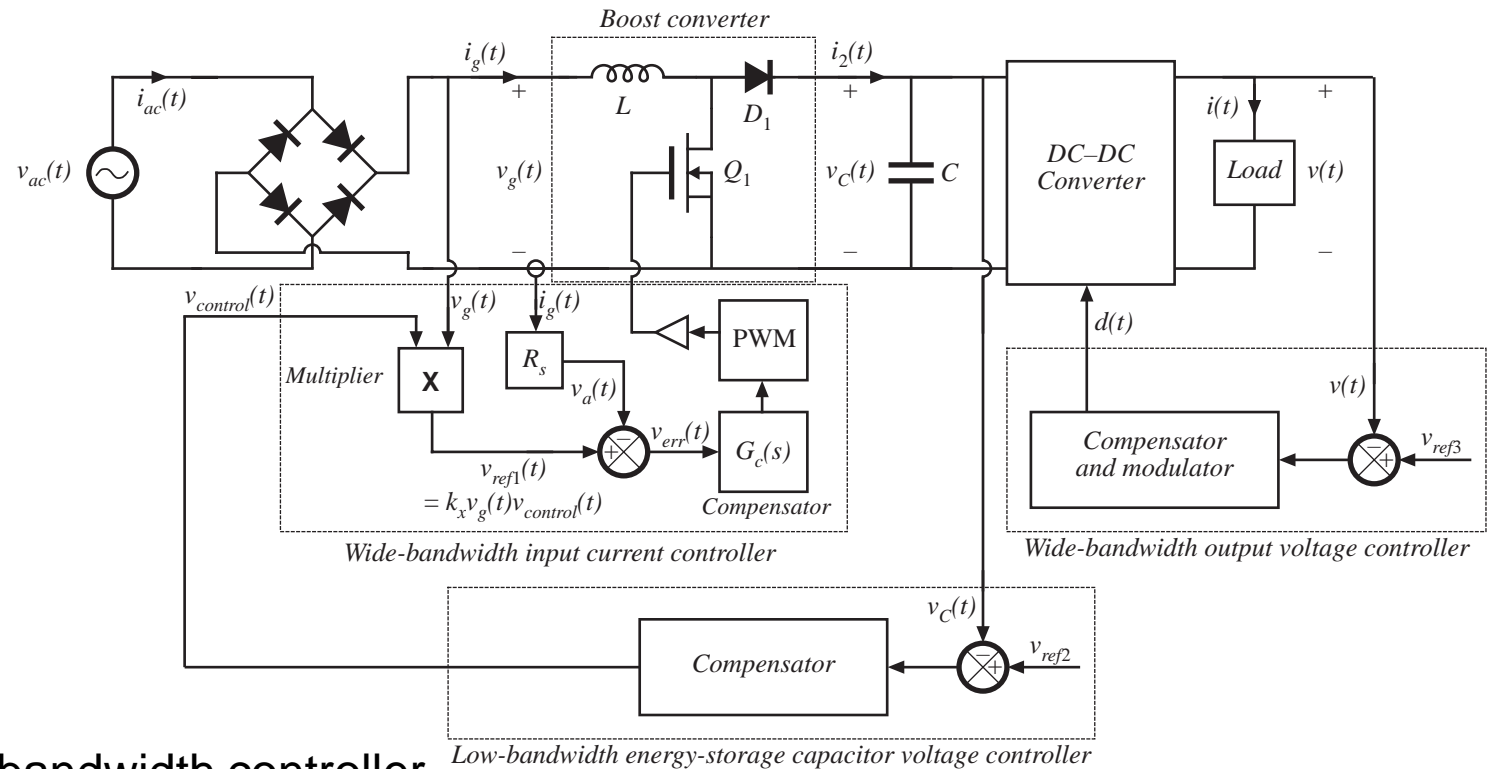 Boost converter
i_g(t)
i_2(t)
i_ac(t)
+
L
D_1
+
i(t)
+
v_ac(t)
v_g(t)
Q_1
v_C(t)
C
DC–DC
Converter
Load
v(t)
–
–
–
v_control(t)
v_g(t)
i_g(t)
d(t)
Multiplier
X
R_s
PWM
v_a(t)
v(t)
+
–
v_err(t)
G_c(s)
Compensator
and modulator
–
+
v_ref3
v_ref1(t)
= k_x v_g(t)v_control(t)
Compensator
Wide-bandwidth input current controller
Wide-bandwidth output voltage controller
v_C(t)
Compensator
–
+
v_ref2
Low-bandwidth energy-storage capacitor voltage controller
bandwidth controller